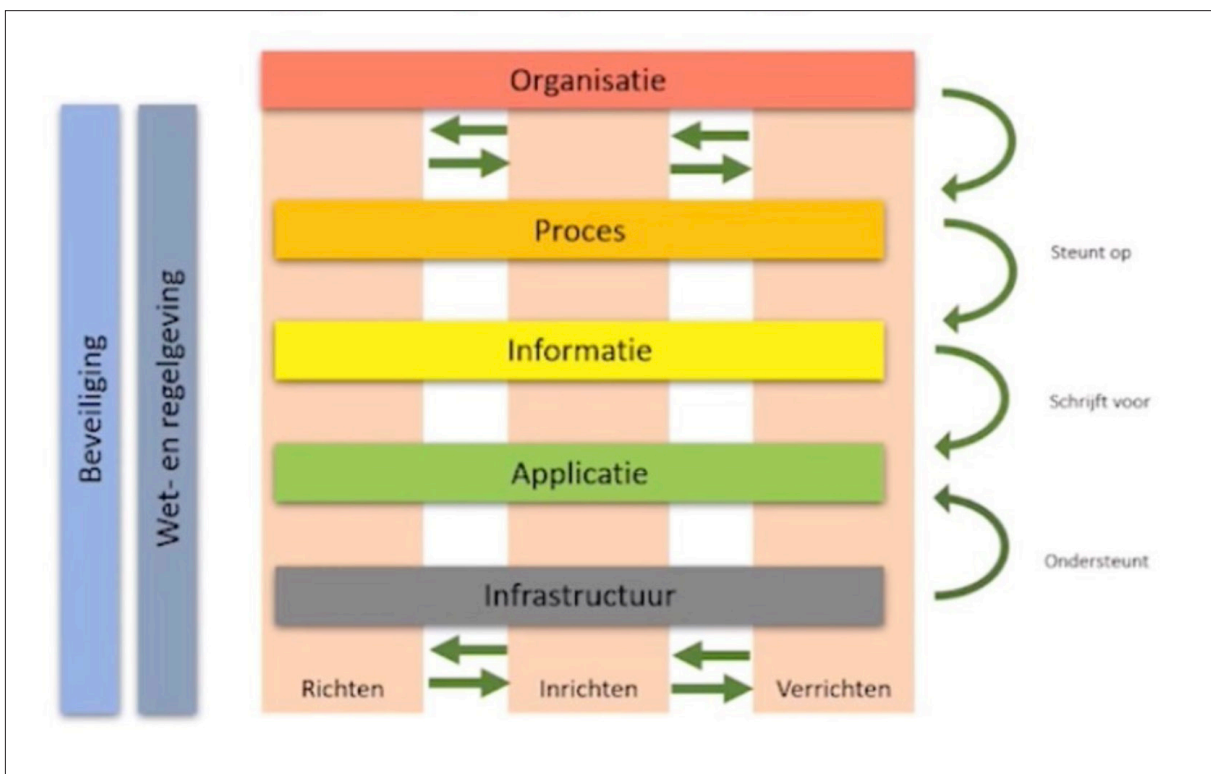 Organisatie
Proces
Steunt op
Informatie
Schrijft voor
Applicatie
Ondersteunt
Infrastructuur
Richten
Inrichten
Verrichten
Beveiliging
Wet- en regelgeving